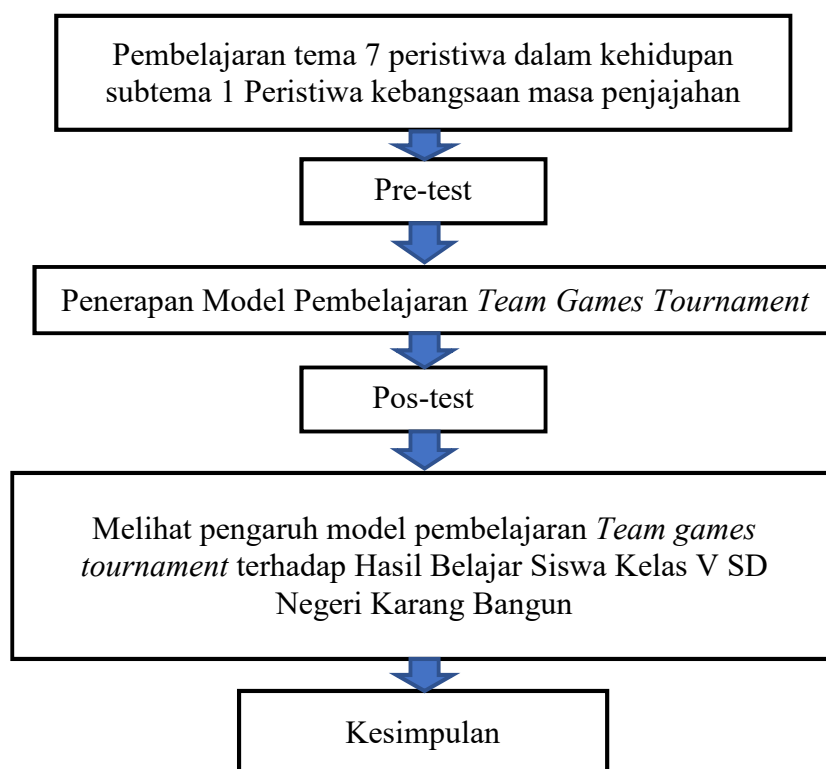 Pembelajaran tema 7 peristiwa dalam kehidupan
subtema 1 Peristiwa kebangsaan masa penjajahan
Pre-test
Penerapan Model Pembelajaran Team Games Tournament
Pos-test
Melihat pengaruh model pembelajaran Team games
tournament terhadap Hasil Belajar Siswa Kelas V SD
Negeri Karang Bangun
Kesimpulan